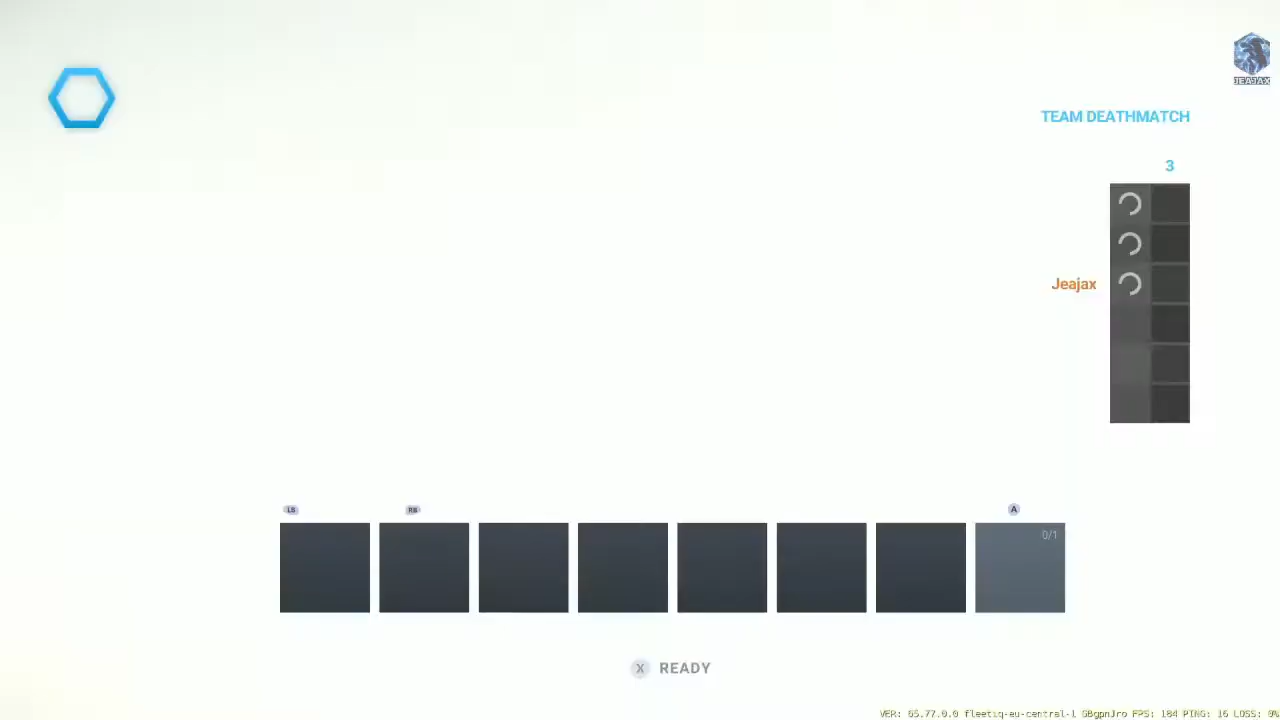 JEAJAX
TEAM DEATHMATCH
3
Jeajax
LB
RB
A
0/1
X READY
VER: 65.77.0.0 fleetiq-eu-central-1 GBgpnJro FPS: 184 PING: 16 LOSS: 0%